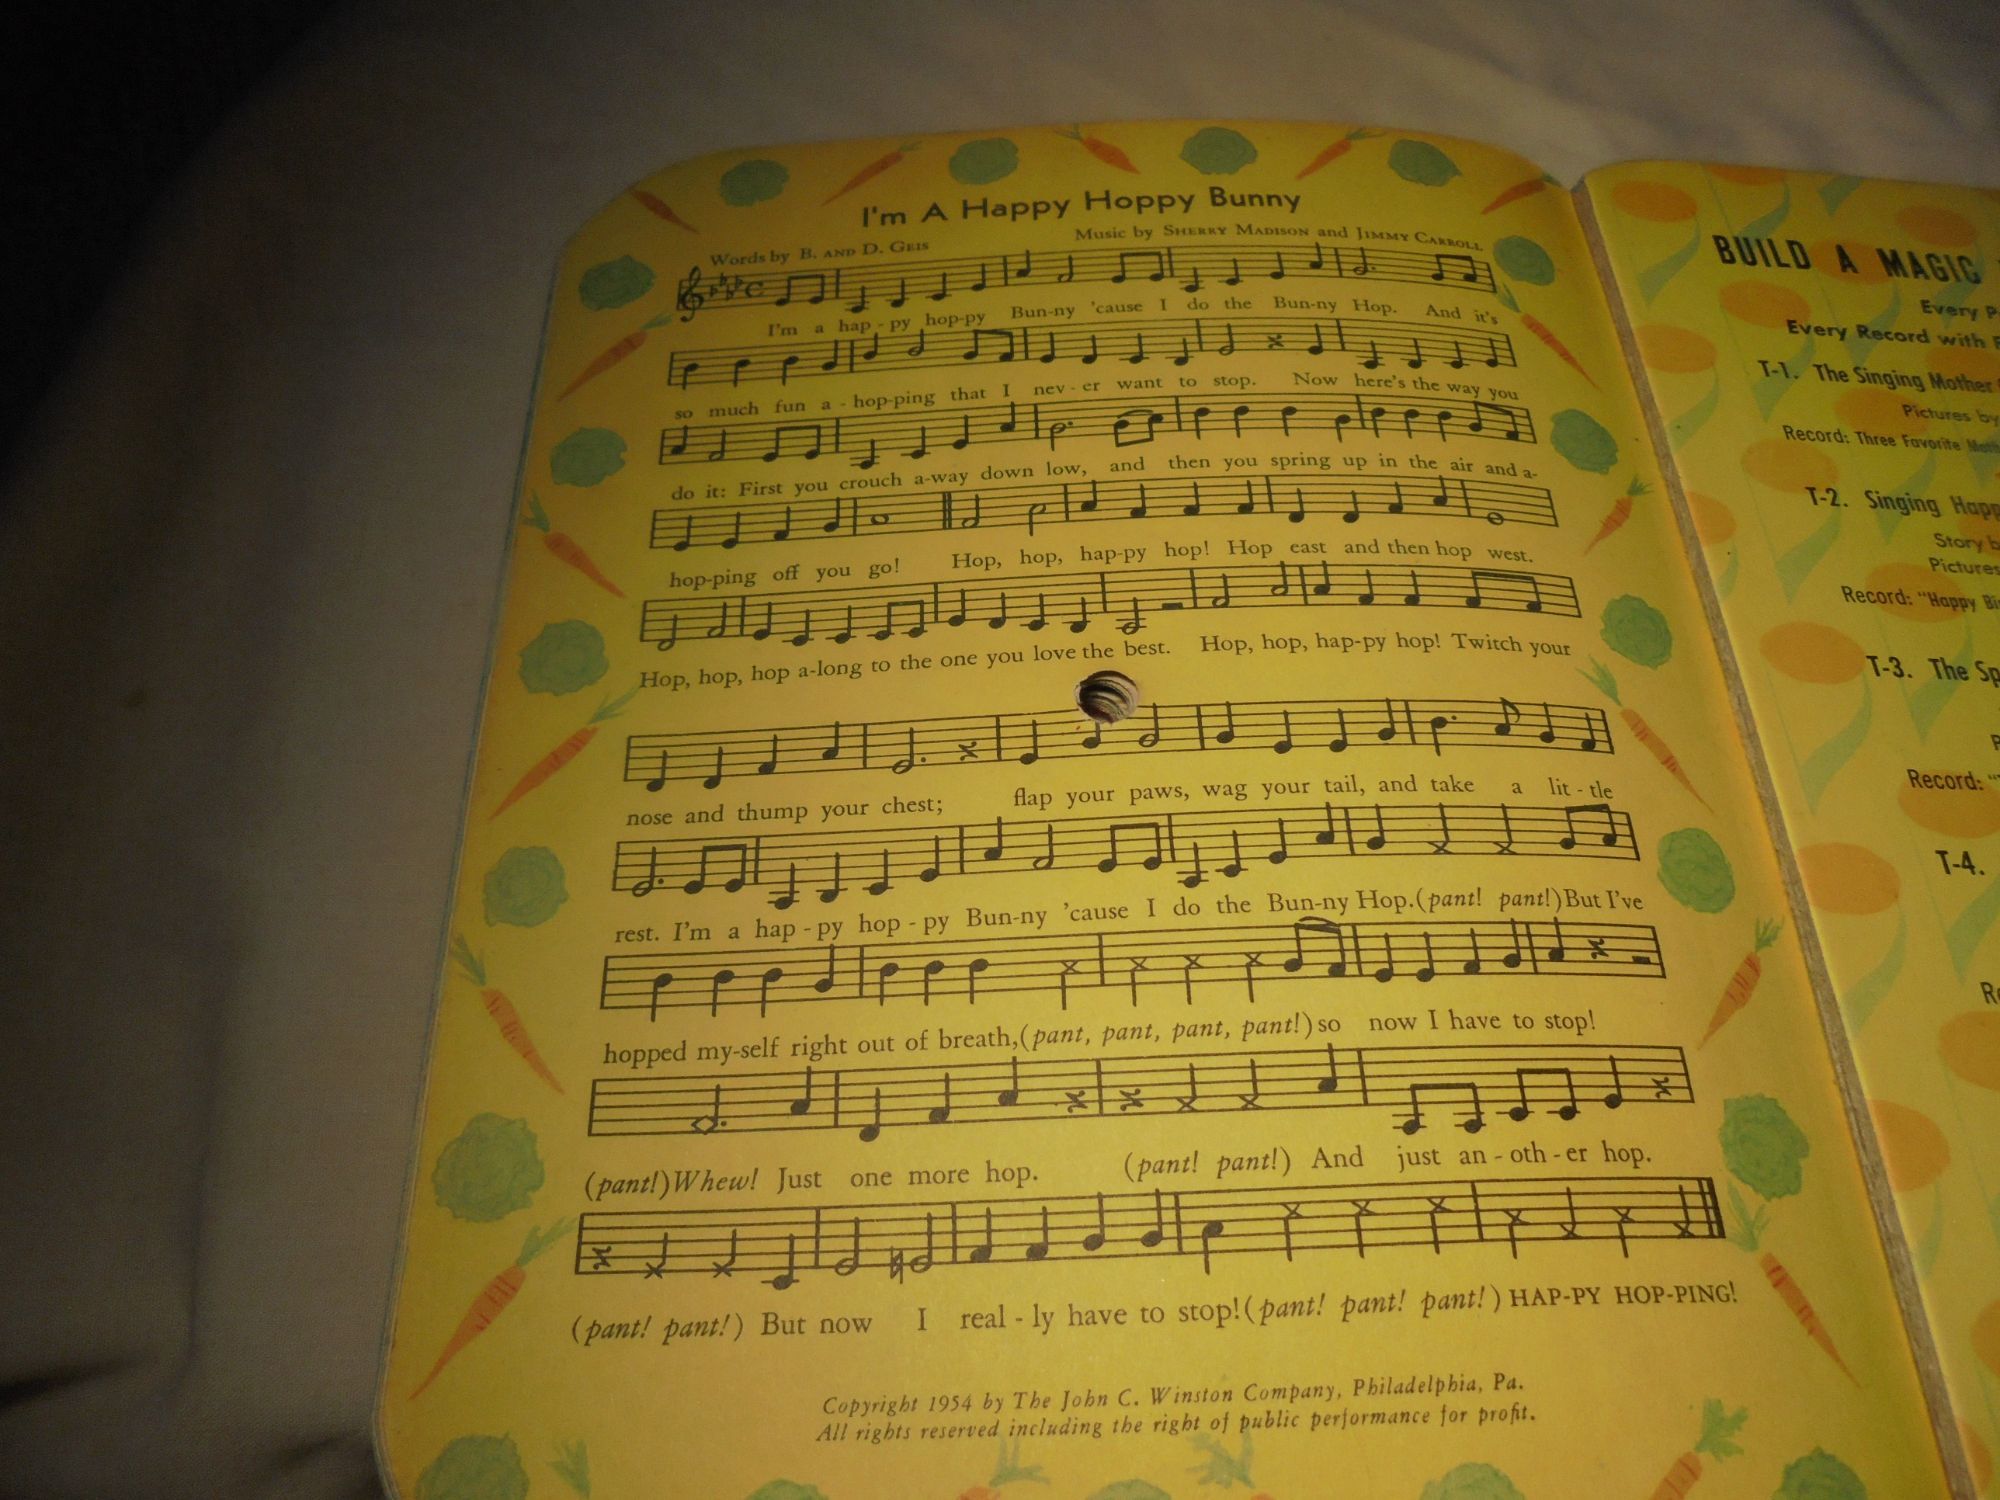 I'm A Happy Hoppy Bunny
Words by B. AND D. GEIS
Music by SHERRY MADISON and JIMMY CARROLL
I'm a hap - py hop-py Bun-ny 'cause I do the Bun-ny Hop. And it's
so much fun a - hop-ping that I nev - er want to stop. Now here's the way you
do it: First you crouch a-way down low, and then you spring up in the air and a-
hop-ping off you go! Hop, hop, hap-py hop! Hop east and then hop west.
Hop, hop, hop a-long to the one you love the best. Hop, hop, hap-py hop! Twitch your
nose and thump your chest; flap your paws, wag your tail, and take a lit - tle
rest. I'm a hap - py hop - py Bun-ny 'cause I do the Bun-ny Hop. (pant! pant!) But I've
hopped my-self right out of breath, (pant, pant, pant, pant!) so now I have to stop!
(pant!) Whew! Just one more hop. (pant! pant!) And just an - oth - er hop.
(pant! pant!) But now I real - ly have to stop! (pant! pant! pant!) HAP-PY HOP-PING!
Copyright 1954 by The John C. Winston Company, Philadelphia, Pa.
All rights reserved including the right of public performance for profit.
BUILD A MAGIC
Every
Every Record with
T-1. The Singing Mother
Pictures by
Record: Three Favorite
T-2. Singing
Story
Pictures
Record: "Happy
T-3. The
Record:
T-4.